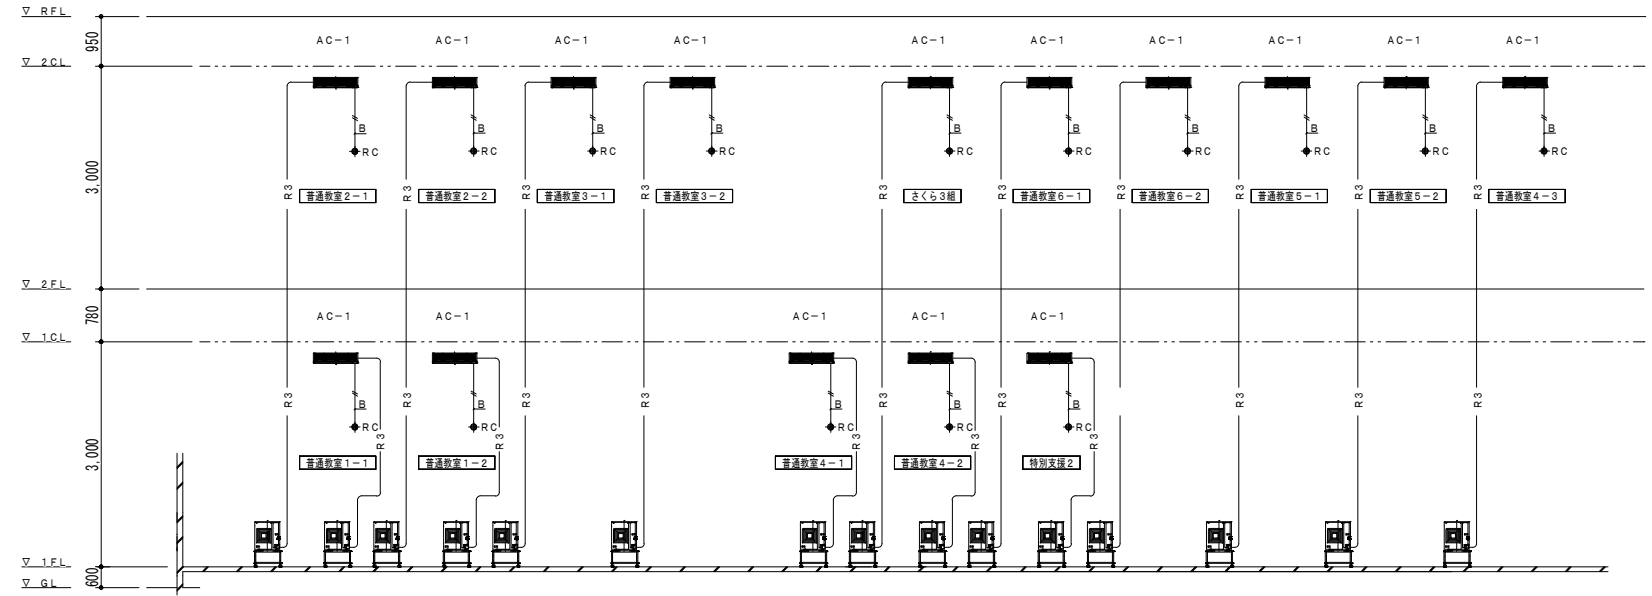 ▽ RFL
950
AC-1 AC-1 AC-1 AC-1 AC-1 AC-1 AC-1 AC-1 AC-1 AC-1
▽ 2CL
B B B B B B B B B B
RC RC RC RC RC RC RC RC RC RC
3,000
R3 R3 R3 R3 R3 R3 R3 R3 R3 R3
普通教室2-1 普通教室2-2 普通教室3-1 普通教室3-2 さくら3組 普通教室6-1 普通教室6-2 普通教室5-1 普通教室5-2 普通教室4-3
▽ 2FL
780
AC-1 AC-1 AC-1 AC-1 AC-1
▽ 1CL
R3 R3 R3 R3 R3 R3 R3 R3 R3
B B B B B
RC RC RC RC RC
R3 R3 R3 R3 R3
3,000
普通教室1-1 普通教室1-2 普通教室4-1 普通教室4-2 特別支援2
▽ 1FL
600
▽ GL